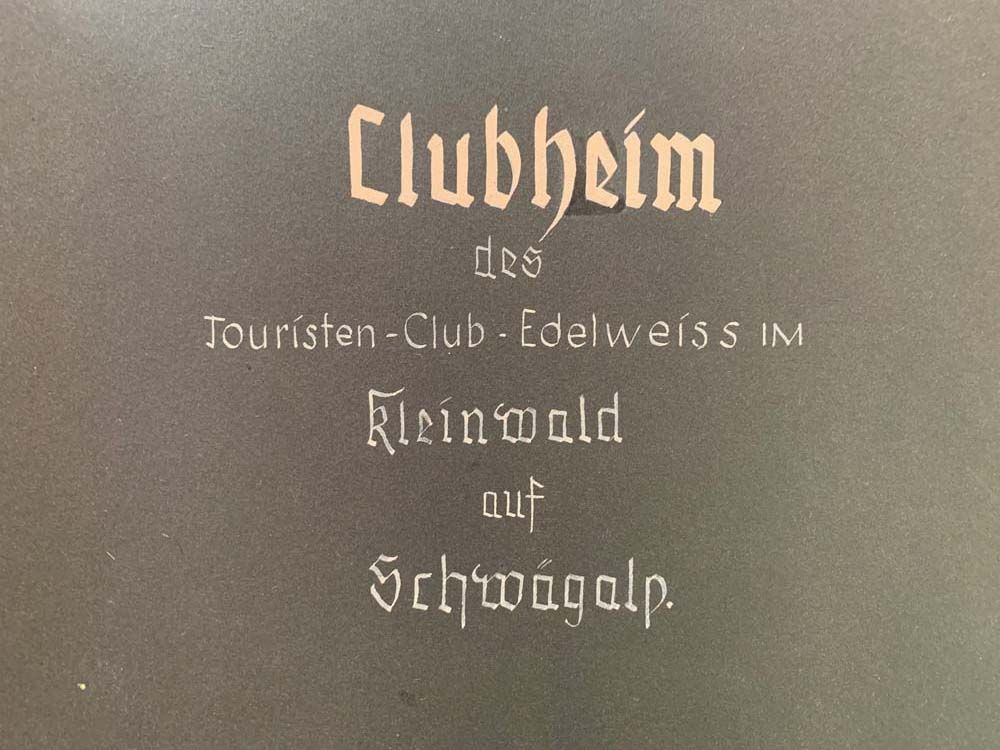 Clubheim
des
Touristen-Club-Edelweiss IM
Kleinwald
auf
Schwägalp.